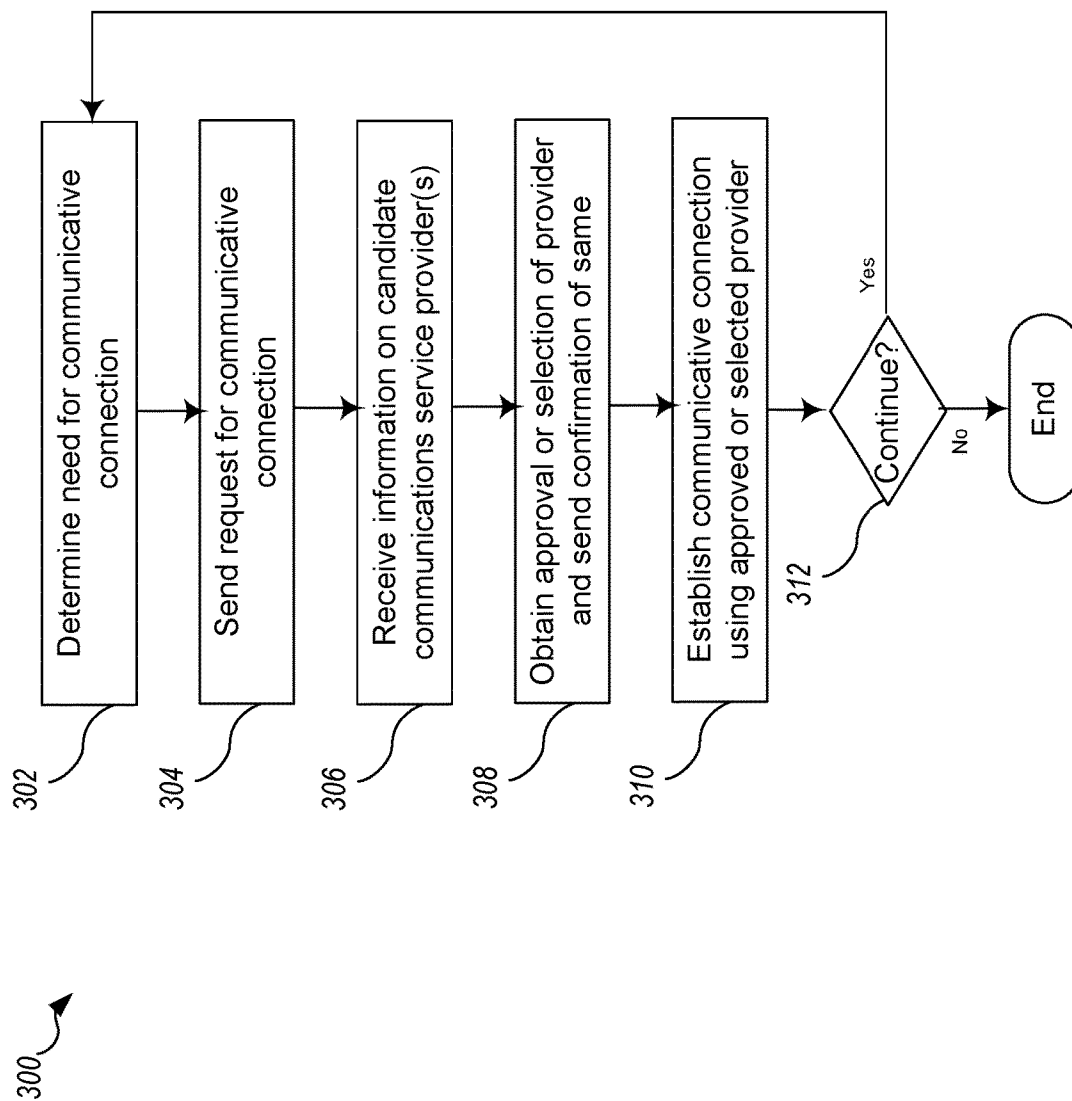 300
302
Determine need for communicative
connection
304
Send request for communicative
connection
306
Receive information on candidate
communications service provider(s)
308
Obtain approval or selection of provider
and send confirmation of same
310
Establish communicative connection
using approved or selected provider
312
Continue?
Yes
No
End